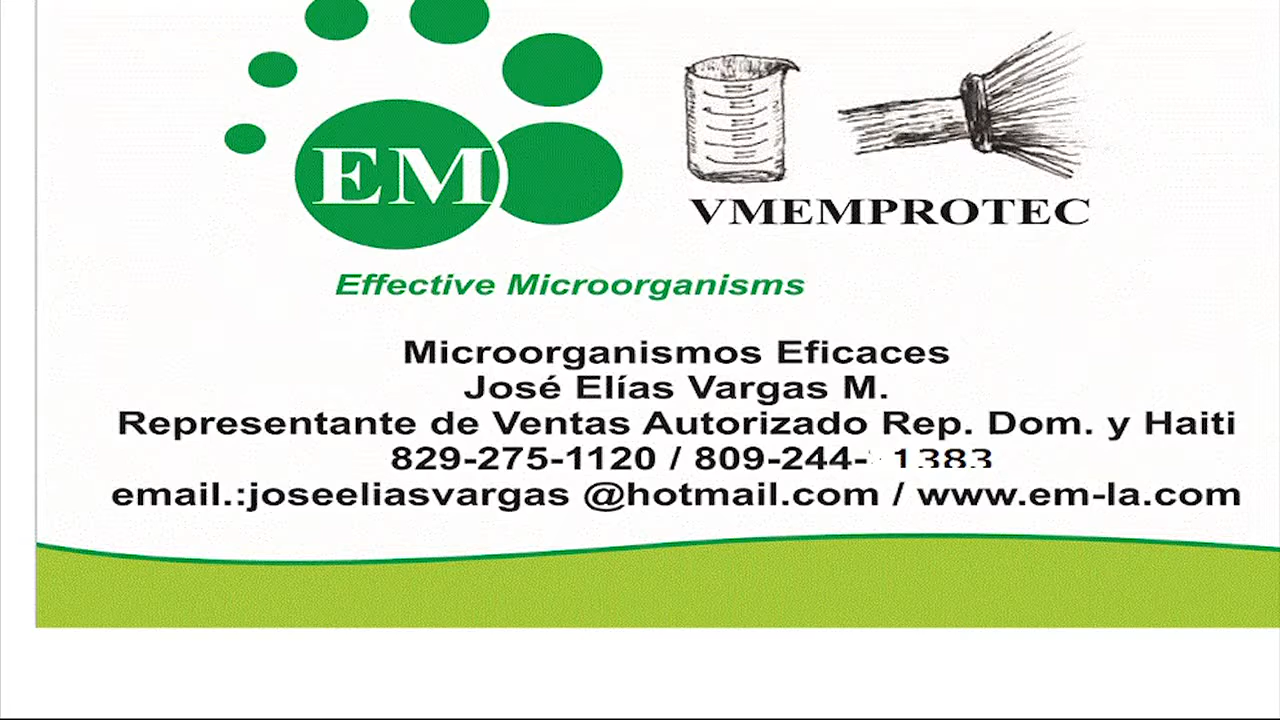 EM
VMEMPROTEC
Effective Microorganisms
Microorganismos Eficaces
José Elías Vargas M.
Representante de Ventas Autorizado Rep. Dom. y Haiti
829-275-1120 / 809-244-1383
email.:joseeliasvargas @hotmail.com / www.em-la.com